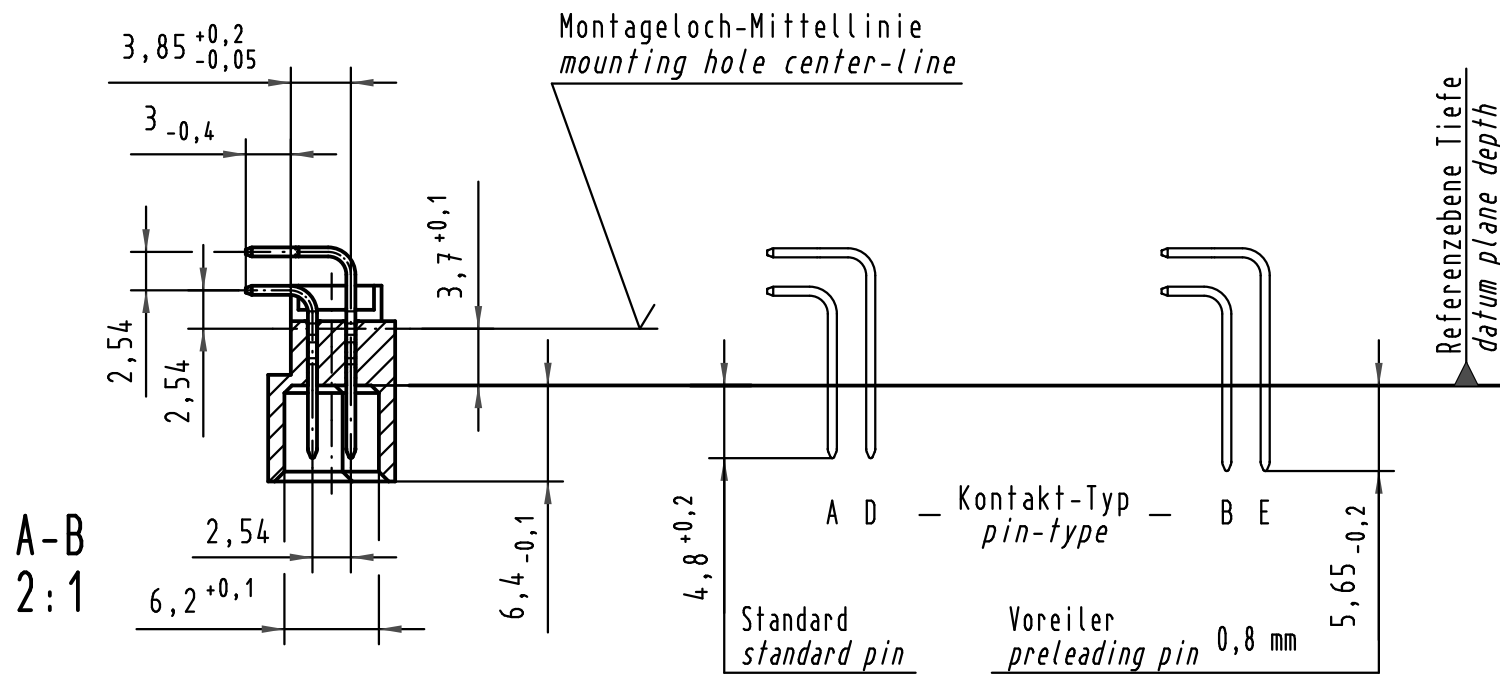 3,85 +0,2 -0,05
3 -0,4
Montageloch-Mittellinie
mounting hole center-line
Referenzebene Tiefe
datum plane depth
3,7 +0,1
2,54
2,54
A-B
2:1
2,54
6,2 +0,1
6,4 -0,1
4,8 +0,2
A D – Kontakt-Typ – B E
pin-type
5,65 -0,2
Standard
standard pin
Voreiler
preleading pin 0,8 mm